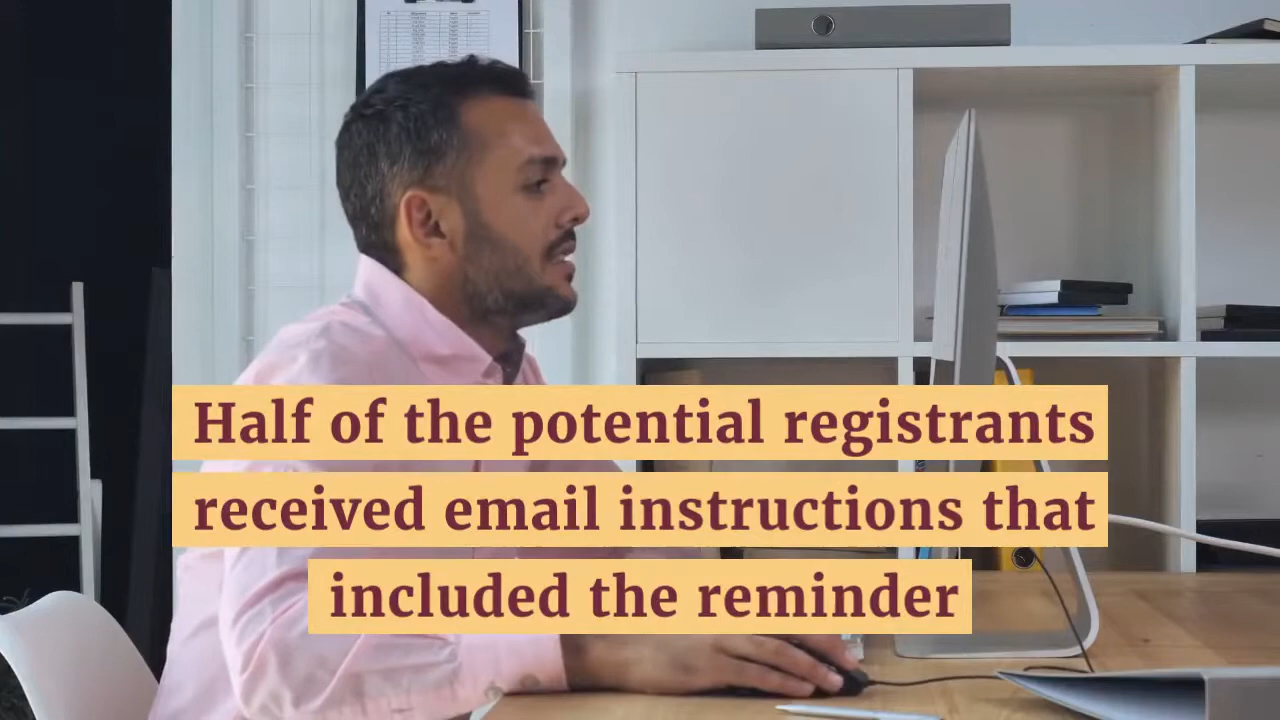 Half of the potential registrants
received email instructions that
included the reminder